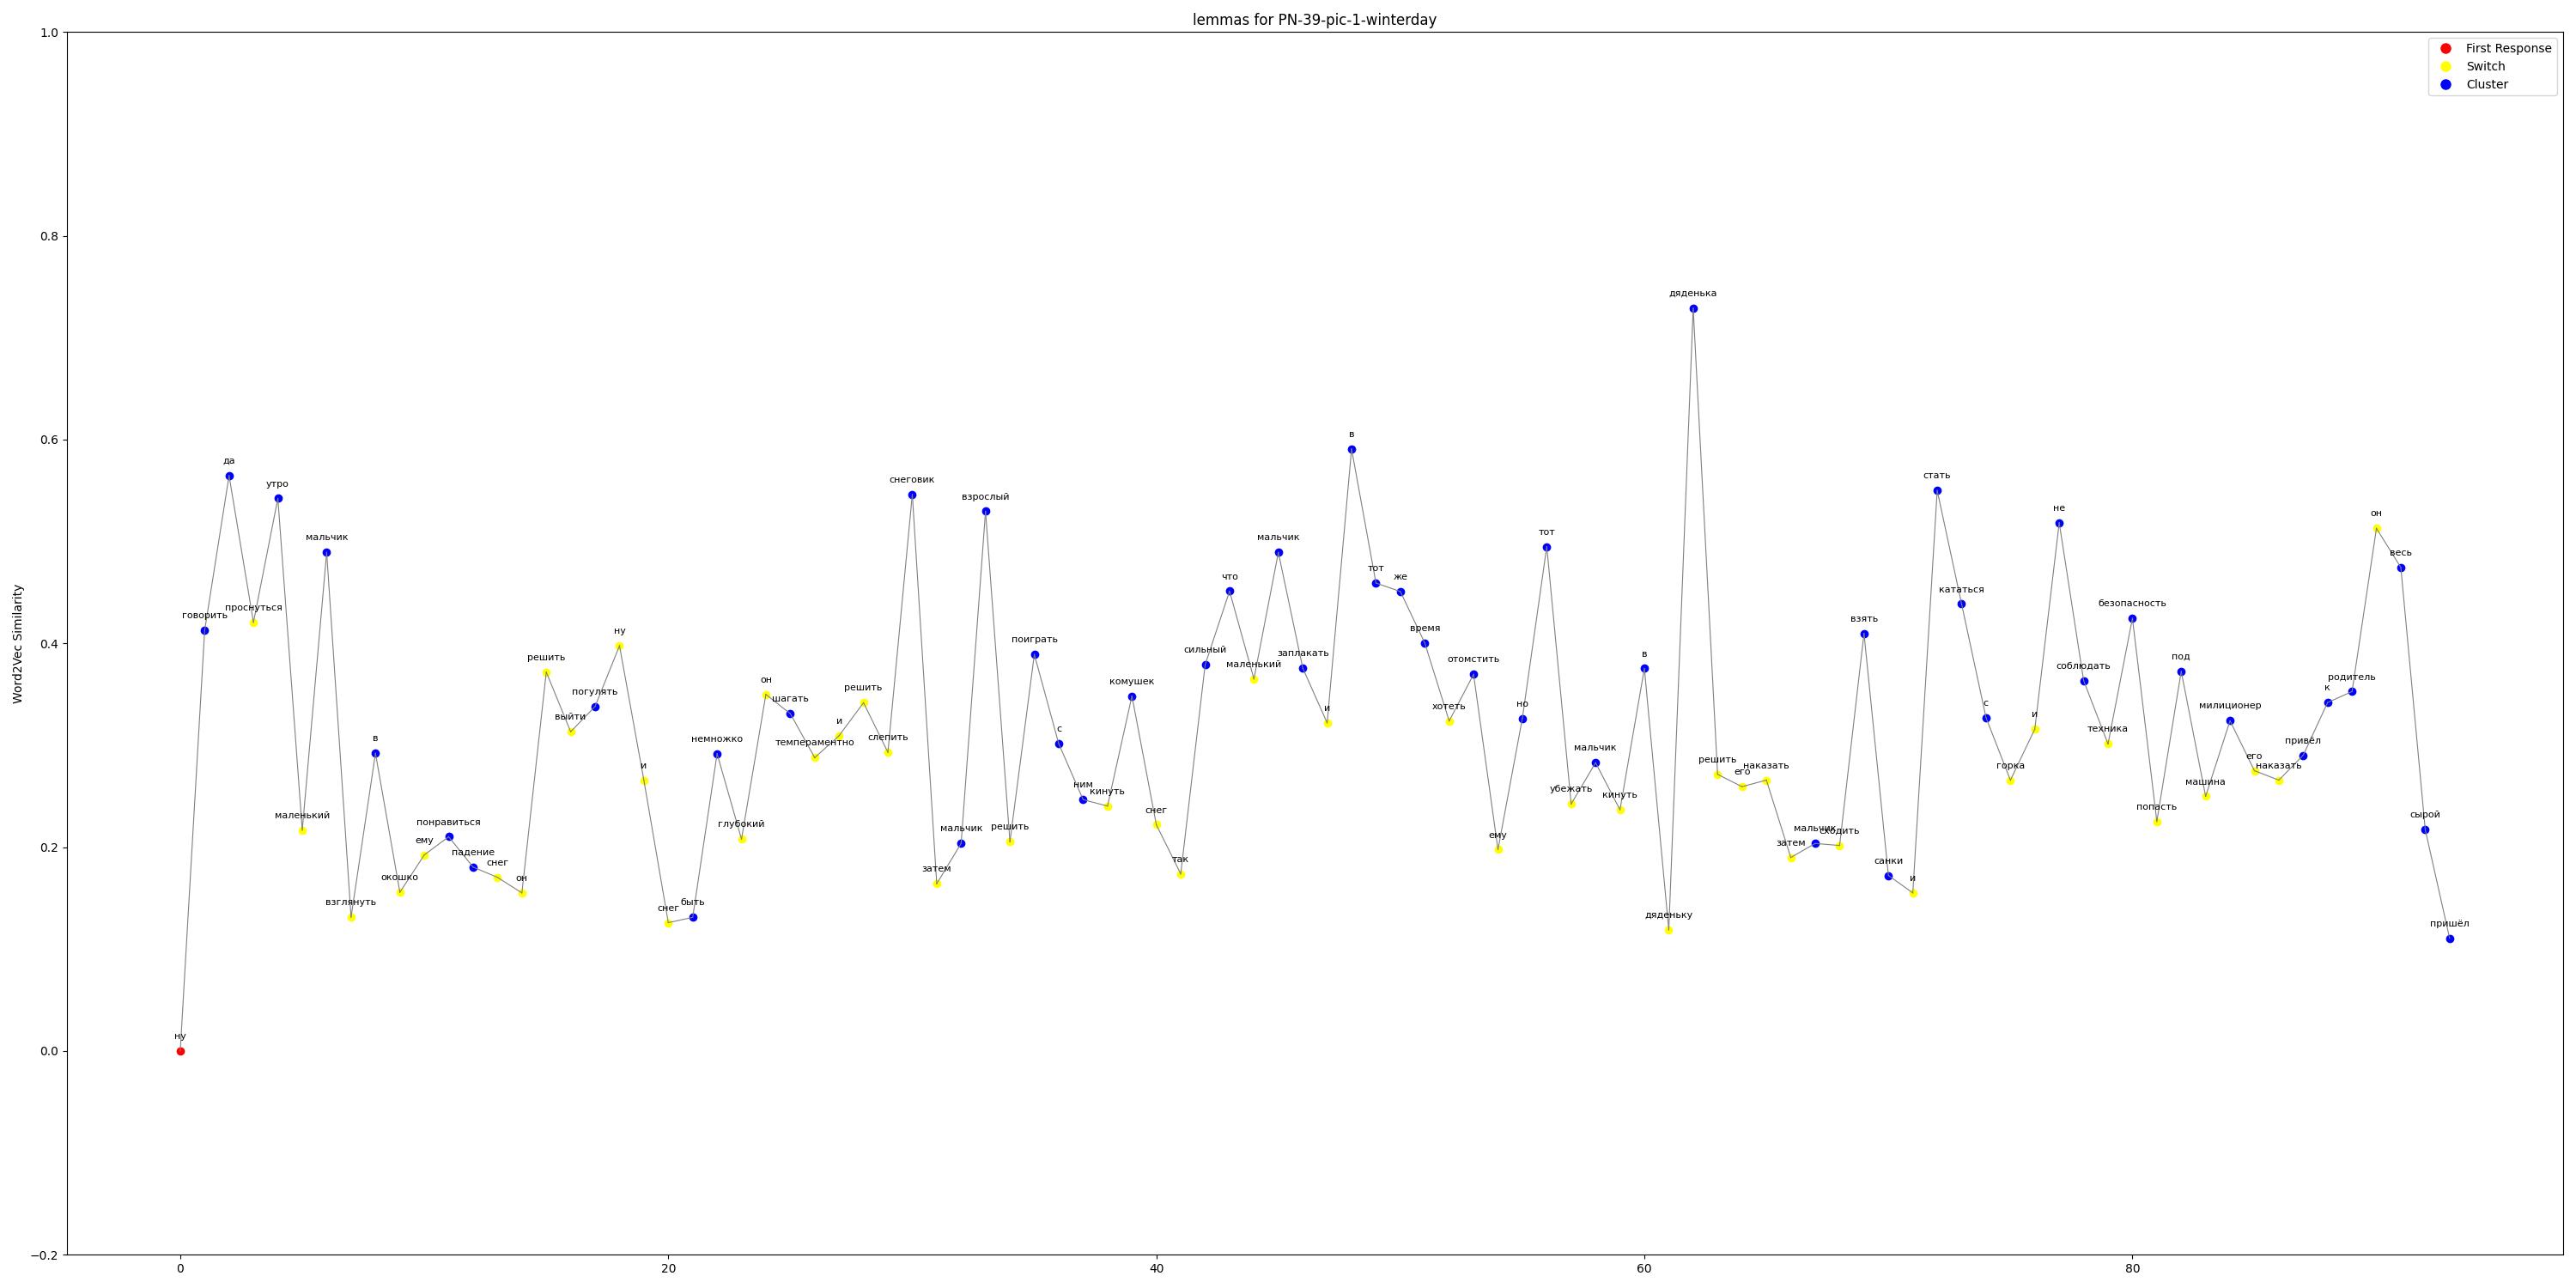 lemmas for PN-39-pic-1-winterday
First Response
Switch
Cluster
Word2Vec Similarity
1.0
0.8
0.6
0.4
0.2
0.0
−0.2
0
20
40
60
80
ну
говорить
да
проснуться
утро
маленький
мальчик
взглянуть
в
окошко
ему
понравиться
падение
снег
он
решить
выйти
погулять
ну
и
снег
быть
немножко
глубокий
он
шагать
темпераментно
и
решить
слепить
снеговик
затем
мальчик
взрослый
решить
поиграть
с
ним
кинуть
комушек
снег
так
сильный
что
маленький
мальчик
заплакать
и
в
тот
же
время
хотеть
отомстить
ему
но
тот
убежать
мальчик
кинуть
в
дяденьку
дяденька
решить
его
наказать
затем
мальчик
сходить
взять
санки
и
стать
кататься
с
горка
и
не
соблюдать
техника
безопасность
попасть
под
машина
милиционер
его
наказать
привёл
к
родитель
он
весь
сырой
пришёл